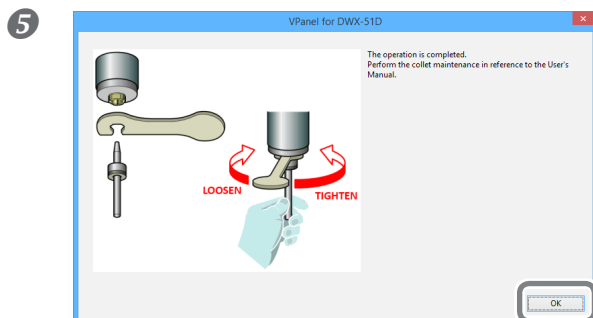 5
VPanel for DWX-51D
The operation is completed.
Perform the collet maintenance in reference to the User's
Manual.
LOOSEN
TIGHTEN
OK